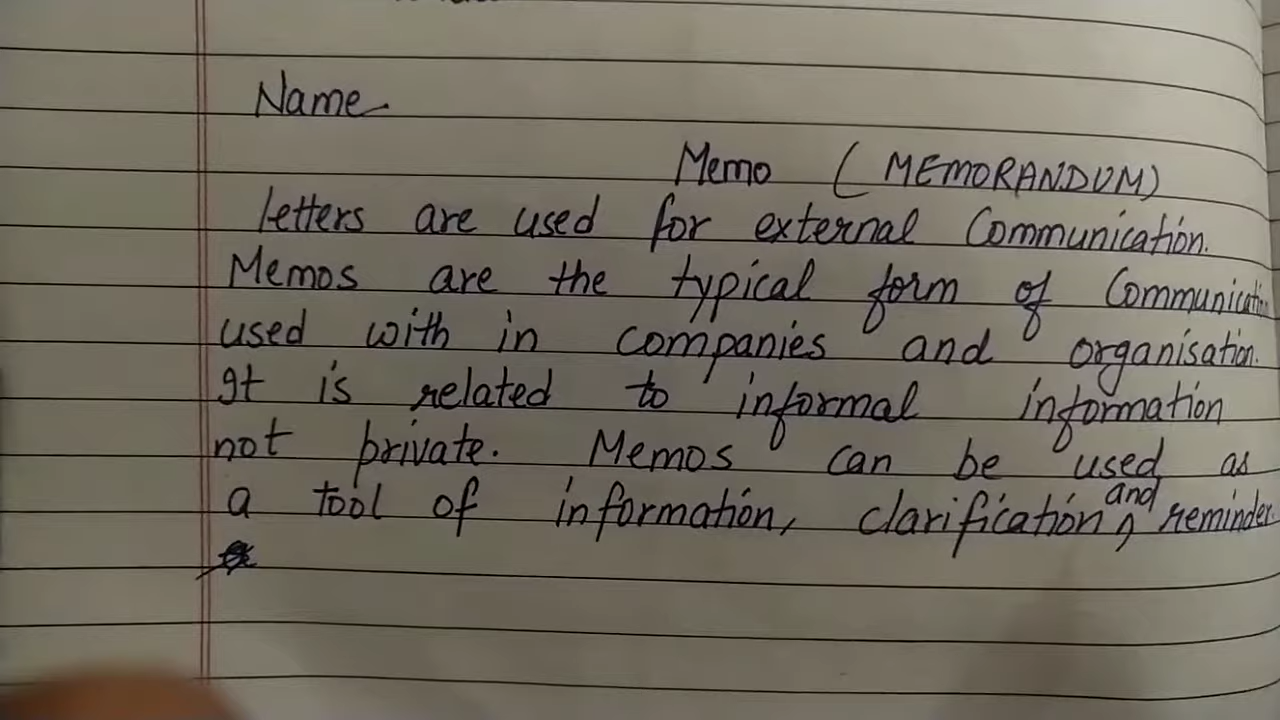 Name
Memo (MEMORANDUM)
letters are used for external Communication.
Memos are the typical form of Communicatio
used with in companies and organisation.
It is related to informal information
not private. Memos can be used as
a tool of information, clarification, and reminder.